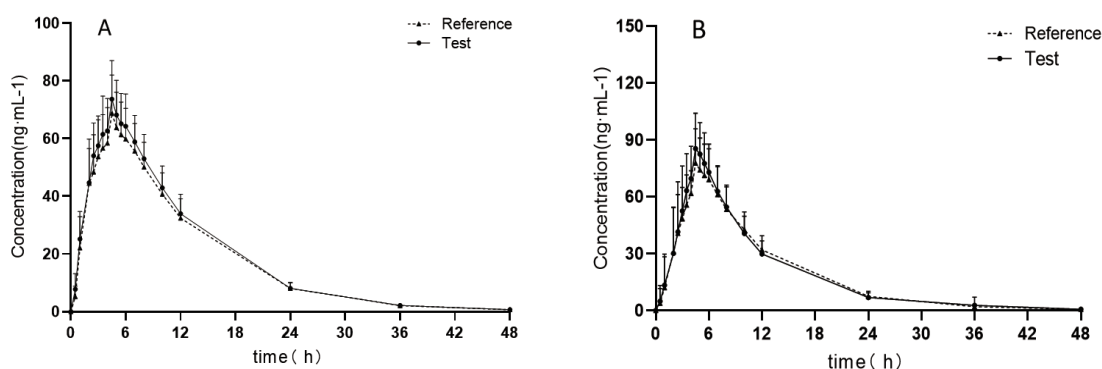 A
Reference
Test
Concentration(ng·mL-1)
100
80
60
40
20
0
0 6 12 18 24 30 36 42 48
time( h)
B
Reference
Test
Concentration(ng·mL-1)
150
120
90
60
30
0
0 6 12 18 24 30 36 42 48
time( h)